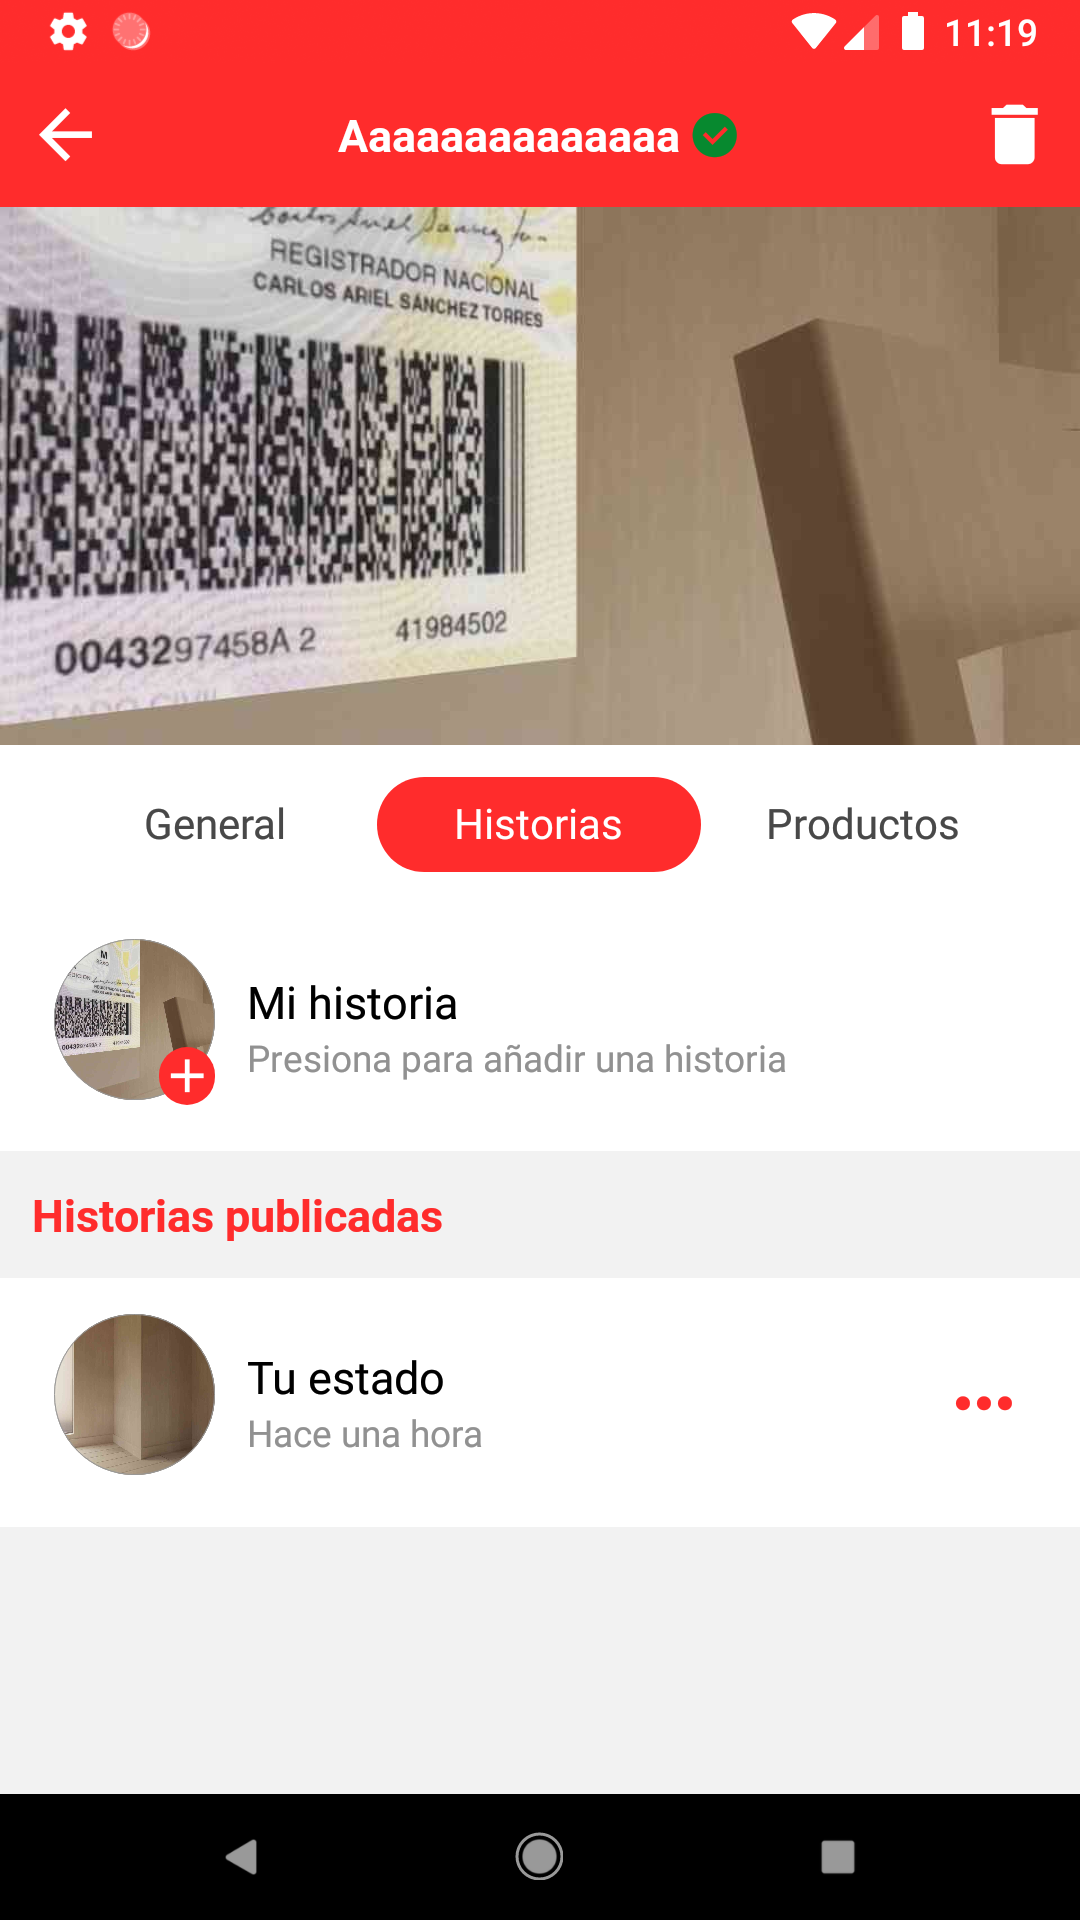 11:19
Aaaaaaaaaaaaaa
REGISTRADOR NACIONAL
CARLOS ARIEL SÁNCHEZ TORRES
0043297458A 2
41984502
General
Historias
Productos
M
Mi historia
Presiona para añadir una historia
Historias publicadas
Tu estado
Hace una hora